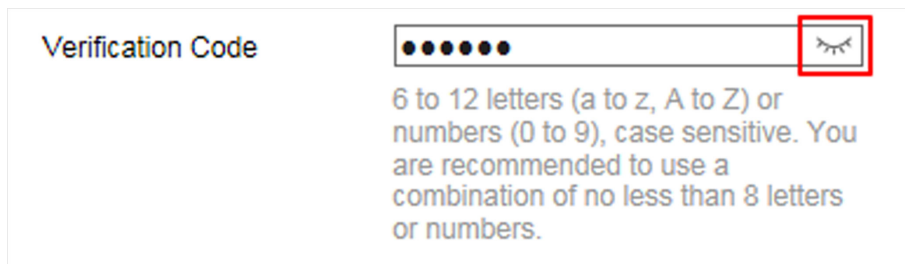 Verification Code
●●●●●●
6 to 12 letters (a to z, A to Z) or
numbers (0 to 9), case sensitive. You
are recommended to use a
combination of no less than 8 letters
or numbers.